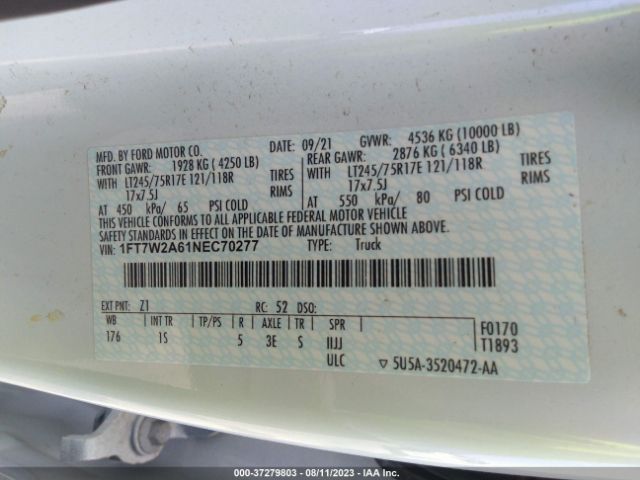 MFD. BY FORD MOTOR CO. DATE: 09/21 GVWR: 4536 KG (10000 LB)
FRONT GAWR: 1928 KG ( 4250 LB) REAR GAWR: 2876 KG ( 6340 LB)
WITH LT245/75R17E 121/118R TIRES WITH LT245/75R17E 121/118R TIRES
17x7.5J RIMS 17x7.5J RIMS
AT 450 kPa/ 65 PSI COLD AT 550 kPa/ 80 PSI COLD
THIS VEHICLE CONFORMS TO ALL APPLICABLE FEDERAL MOTOR VEHICLE
SAFETY STANDARDS IN EFFECT ON THE DATE OF MANUFACTURE SHOWN ABOVE.
VIN: 1FT7W2A61NEC70277 TYPE: Truck
EXT PNT: Z1 RC: 52 DSO:
WB INT TR TP/PS R AXLE TR SPR F0170
176 1S 5 3E S IIJJ T1893
ULC ▽ 5U5A-3520472-AA
000-37279803 - 08/11/2023 - IAA Inc.